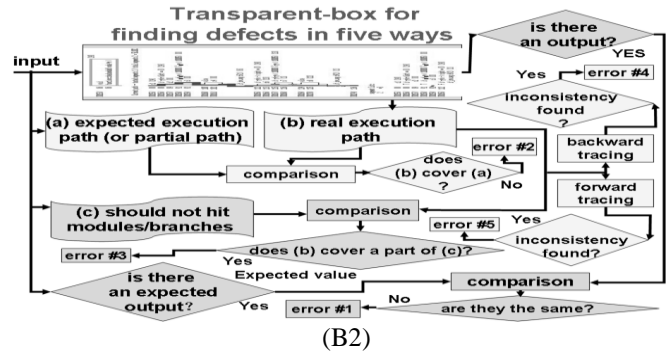 Transparent-box for
finding defects in five ways
input
is there
an output?
YES
Yes
error #4
inconsistency
found
?
(a) expected execution
path (or partial path)
(b) real execution
path
error #2
backward
tracing
comparison
does
(b) cover (a)
?
No
forward
tracing
(c) should not hit
modules/branches
comparison
error #5
Yes
inconsistency
found?
error #3
does (b) cover a part of (c)?
Yes
is there
an expected
output?
Expected value
comparison
Yes
error #1
No
are they the same?
(B2)